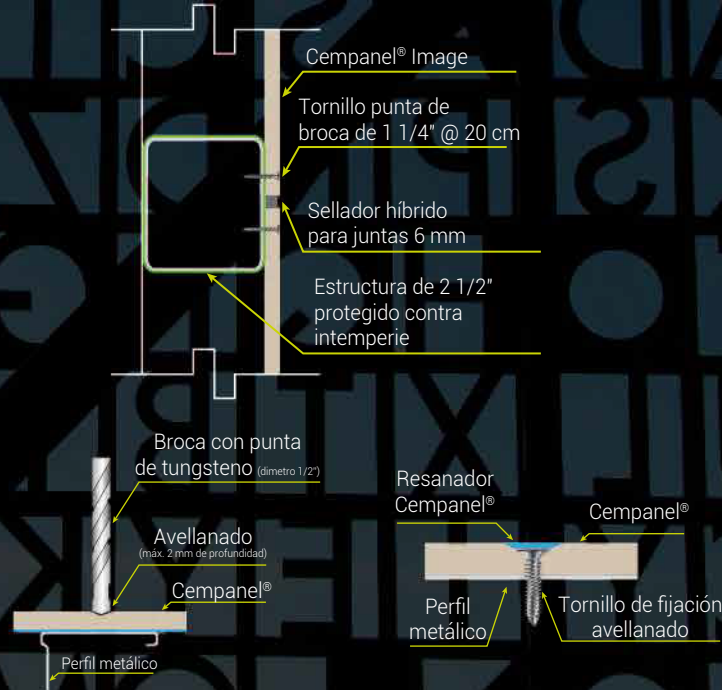 Cempanel® Image
Tornillo punta de
broca de 1 1/4" @ 20 cm
Sellador híbrido
para juntas 6 mm
Estructura de 2 1/2"
protegido contra
intemperie
Broca con punta
de tungsteno (dimetro 1/2")
Avellanado
(máx. 2 mm de profundidad)
Cempanel®
Perfil metálico
Resanador
Cempanel®
Cempanel®
Perfil
metálico
Tornillo de fijación
avellanado